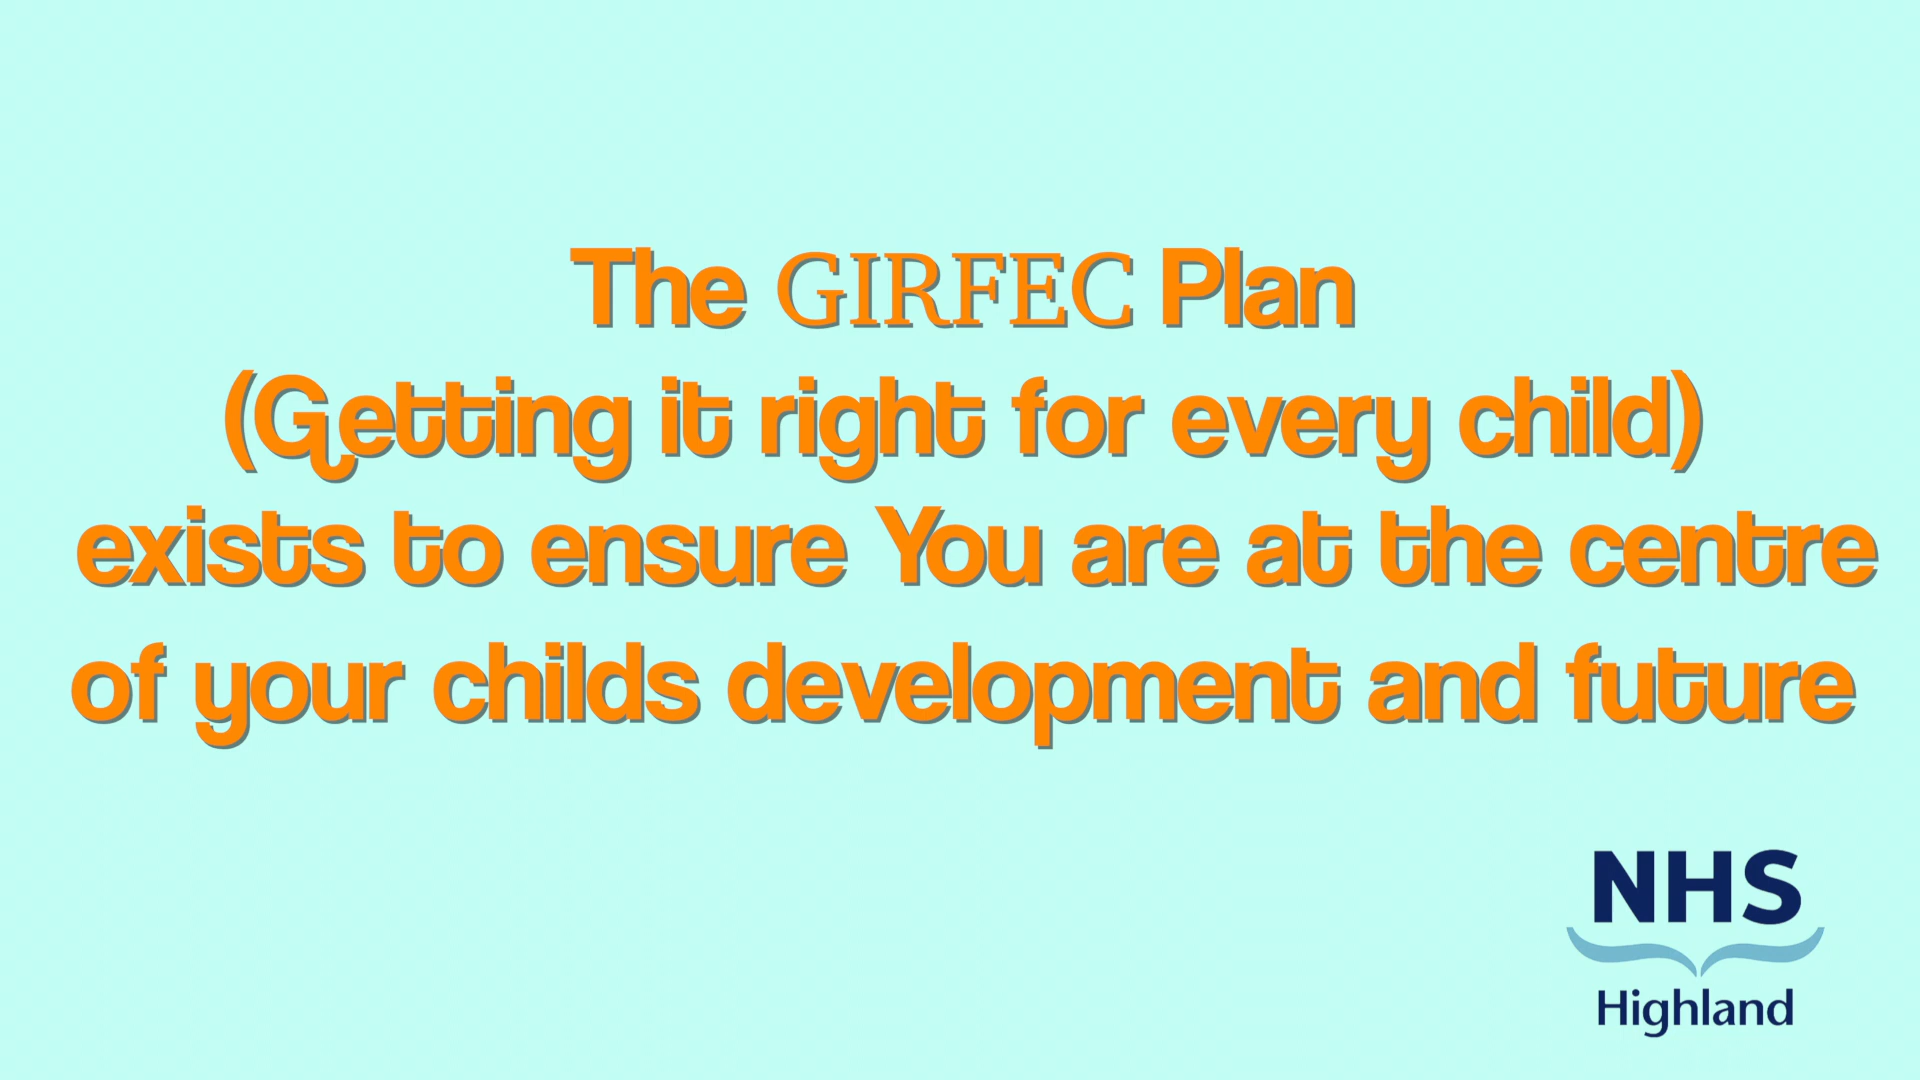 The GIRFEC Plan
(Getting it right for every child)
exists to ensure You are at the centre
of your childs development and future
NHS
Highland